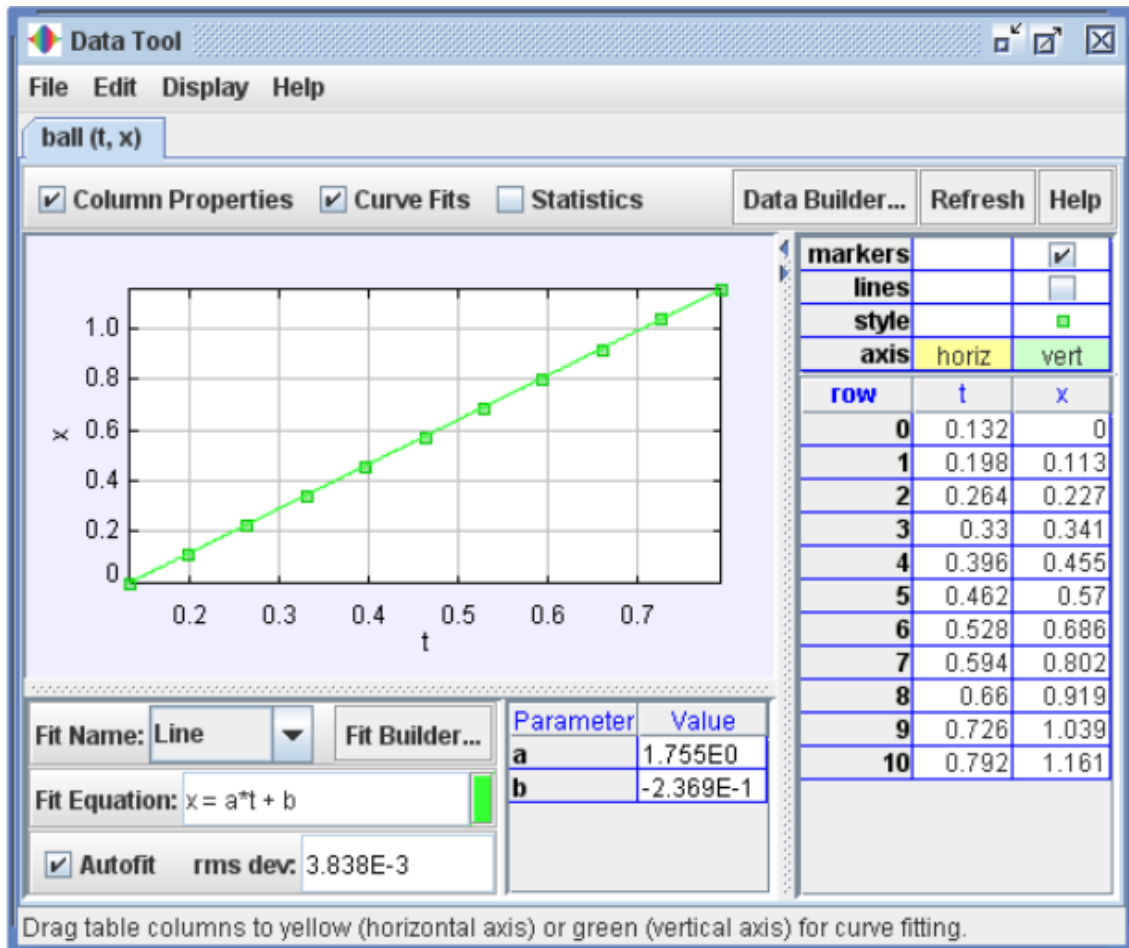 Data Tool
File Edit Display Help
ball (t, x)
Column Properties Curve Fits Statistics Data Builder... Refresh Help
markers
lines
style
axis horiz vert
row t x
0 0.132 0
1 0.198 0.113
2 0.264 0.227
3 0.33 0.341
4 0.396 0.455
5 0.462 0.57
6 0.528 0.686
7 0.594 0.802
8 0.66 0.919
9 0.726 1.039
10 0.792 1.161
1.0
0.8
0.6
0.4
0.2
0
x
0.2 0.3 0.4 0.5 0.6 0.7
t
Fit Name: Line Fit Builder...
Fit Equation: x = a*t + b
Autofit rms dev: 3.838E-3
Parameter Value
a 1.755E0
b -2.369E-1
Drag table columns to yellow (horizontal axis) or green (vertical axis) for curve fitting.